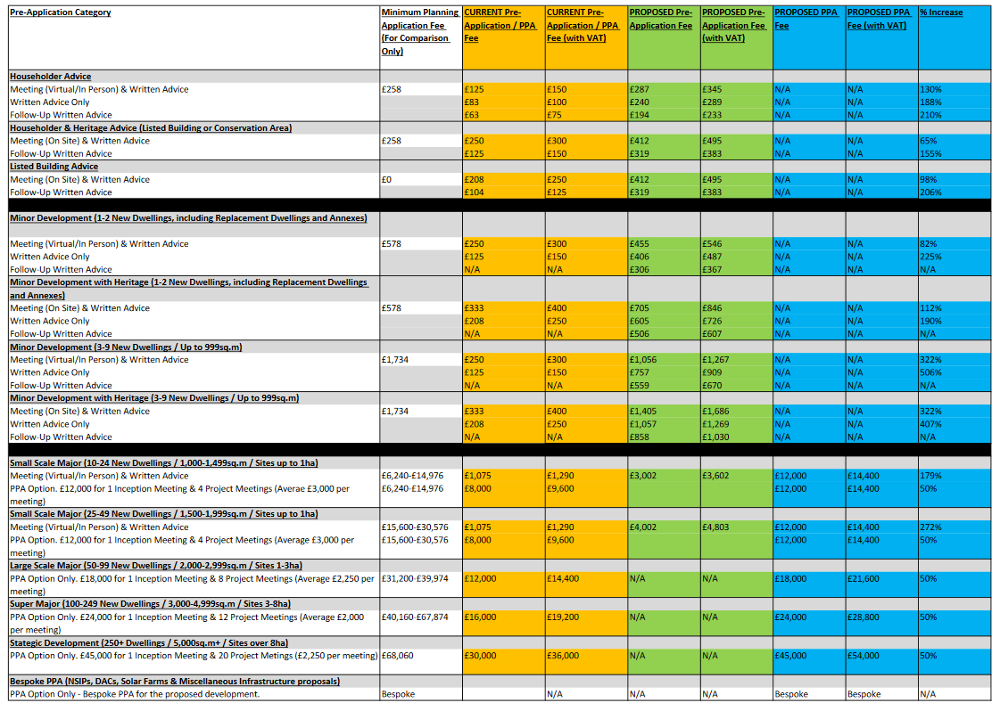 Pre-Application Category | Minimum Planning Application Fee (For Comparison Only) | CURRENT Pre-Application / PPA Fee | CURRENT Pre-Application / PPA Fee (with VAT) | PROPOSED Pre-Application Fee | PROPOSED Pre-Application Fee (with VAT) | PROPOSED PPA Fee | PROPOSED PPA Fee (with VAT) | % Increase
Householder Advice
Meeting (Virtual/In Person) & Written Advice | £258 | £125 | £150 | £287 | £345 | N/A | N/A | 130%
Written Advice Only | £83 | £100 | £240 | £289 | N/A | N/A | 188%
Follow-Up Written Advice | £63 | £75 | £194 | £233 | N/A | N/A | 210%
Householder & Heritage Advice (Listed Building or Conservation Area)
Meeting (On Site) & Written Advice | £258 | £250 | £300 | £412 | £495 | N/A | N/A | 65%
Follow-Up Written Advice | £125 | £150 | £319 | £383 | N/A | N/A | 155%
Listed Building Advice
Meeting (On Site) & Written Advice | £0 | £208 | £250 | £412 | £495 | N/A | N/A | 98%
Follow-Up Written Advice | £104 | £125 | £319 | £383 | N/A | N/A | 206%
Minor Development (1-2 New Dwellings, including Replacement Dwellings and Annexes)
Meeting (Virtual/In Person) & Written Advice | £578 | £250 | £300 | £455 | £546 | N/A | N/A | 82%
Written Advice Only | £125 | £150 | £406 | £487 | N/A | N/A | 225%
Follow-Up Written Advice | N/A | N/A | £306 | £367 | N/A | N/A | N/A
Minor Development with Heritage (1-2 New Dwellings, including Replacement Dwellings
and Annexes)
Meeting (On Site) & Written Advice | £578 | £333 | £400 | £705 | £846 | N/A | N/A | 112%
Written Advice Only | £208 | £250 | £605 | £726 | N/A | N/A | 190%
Follow-Up Written Advice | N/A | N/A | £506 | £607 | N/A | N/A | N/A
Minor Development (3-9 New Dwellings / Up to 999sq.m)
Meeting (Virtual/In Person) & Written Advice | £1,734 | £250 | £300 | £1,056 | £1,267 | N/A | N/A | 322%
Written Advice Only | £125 | £150 | £757 | £909 | N/A | N/A | 506%
Follow-Up Written Advice | N/A | N/A | £559 | £670 | N/A | N/A | N/A
Minor Development with Heritage (3-9 New Dwellings / Up to 999sq.m)
Meeting (On Site) & Written Advice | £1,734 | £333 | £400 | £1,405 | £1,686 | N/A | N/A | 322%
Written Advice Only | £208 | £250 | £1,057 | £1,269 | N/A | N/A | 407%
Follow-Up Written Advice | N/A | N/A | £858 | £1,030 | N/A | N/A | N/A
Small Scale Major (10-24 New Dwellings / 1,000-1,499sq.m / Sites up to 1ha)
Meeting (Virtual/In Person) & Written Advice | £6,240-£14,976 | £1,075 | £1,290 | £3,002 | £3,602 | £12,000 | £14,400 | 179%
PPA Option. £12,000 for 1 Inception Meeting & 4 Project Meetings (Averae £3,000 per | £6,240-£14,976 | £8,000 | £9,600 | £12,000 | £14,400 | 50%
meeting)
Small Scale Major (25-49 New Dwellings / 1,500-1,999sq.m / Sites up to 1ha)
Meeting (Virtual/In Person) & Written Advice | £15,600-£30,576 | £1,075 | £1,290 | £4,002 | £4,803 | £12,000 | £14,400 | 272%
PPA Option. £12,000 for 1 Inception Meeting & 4 Project Meetings (Average £3,000 per | £15,600-£30,576 | £8,000 | £9,600 | £12,000 | £14,400 | 50%
meeting)
Large Scale Major (50-99 New Dwellings / 2,000-2,999sq.m / Sites 1-3ha)
PPA Option Only. £18,000 for 1 Inception Meeting & 8 Project Meetings (Average £2,250 per | £31,200-£39,974 | £12,000 | £14,400 | N/A | N/A | £18,000 | £21,600 | 50%
meeting)
Super Major (100-249 New Dwellings / 3,000-4,999sq.m / Sites 3-8ha)
PPA Option Only. £24,000 for 1 Inception Meeting & 12 Project Meetings (Average £2,000 | £40,160-£67,874 | £16,000 | £19,200 | N/A | N/A | £24,000 | £28,800 | 50%
per meeting)
Stategic Development (250+ Dwellings / 5,000sq.m+ / Sites over 8ha)
PPA Option Only. £45,000 for 1 Inception Meeting & 20 Project Metings (£2,250 per meeting) | £68,060 | £30,000 | £36,000 | N/A | N/A | £45,000 | £54,000 | 50%
Bespoke PPA (NSIPs, DACs, Solar Farms & Miscellaneous Infrastructure proposals)
PPA Option Only - Bespoke PPA for the proposed development. | Bespoke | N/A | N/A | N/A | Bespoke | Bespoke | N/A